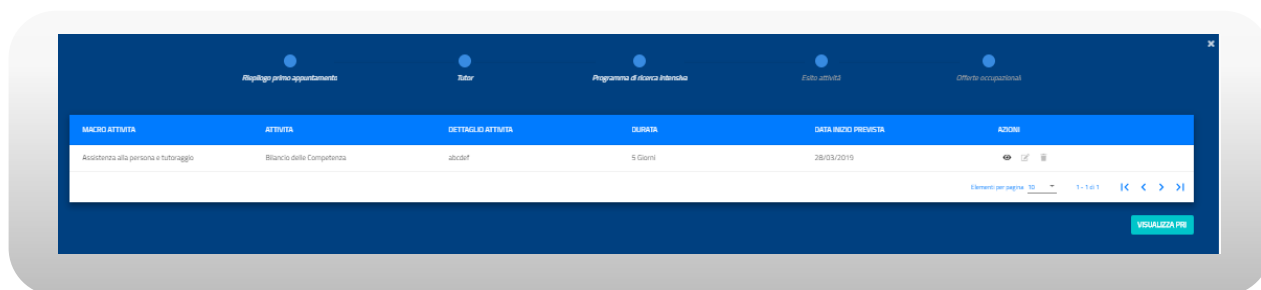 Riepilogo primo appuntamento Tutor Programma di ricerca intensiva Esito attività Offerte occupazionali
MACRO ATTIVITA ATTIVITA DETTAGLIO ATTIVITA DURATA DATA INIZIO PREVISTA AZIONI
Assistenza alla persona e tutoraggio Bilancio delle Competenza abcdef 5 Giorni 28/03/2019
Elementi per pagina 10 1 - 1 di 1
VISUALIZZA PRI